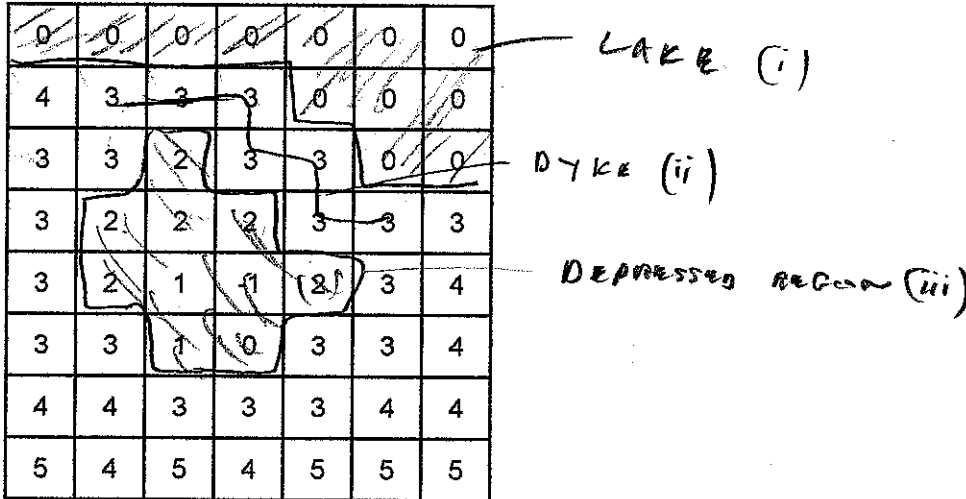 0 0 0 0 0 0 0 LAKE (i)
4 3 3 3 0 0 0
3 3 2 3 3 0 0 DYKE (ii)
3 2 2 2 3 3 3
3 2 1 -1 2 3 4 DEPRESSED REGION (iii)
3 3 1 0 3 3 4
4 4 3 3 3 4 4
5 4 5 4 5 5 5